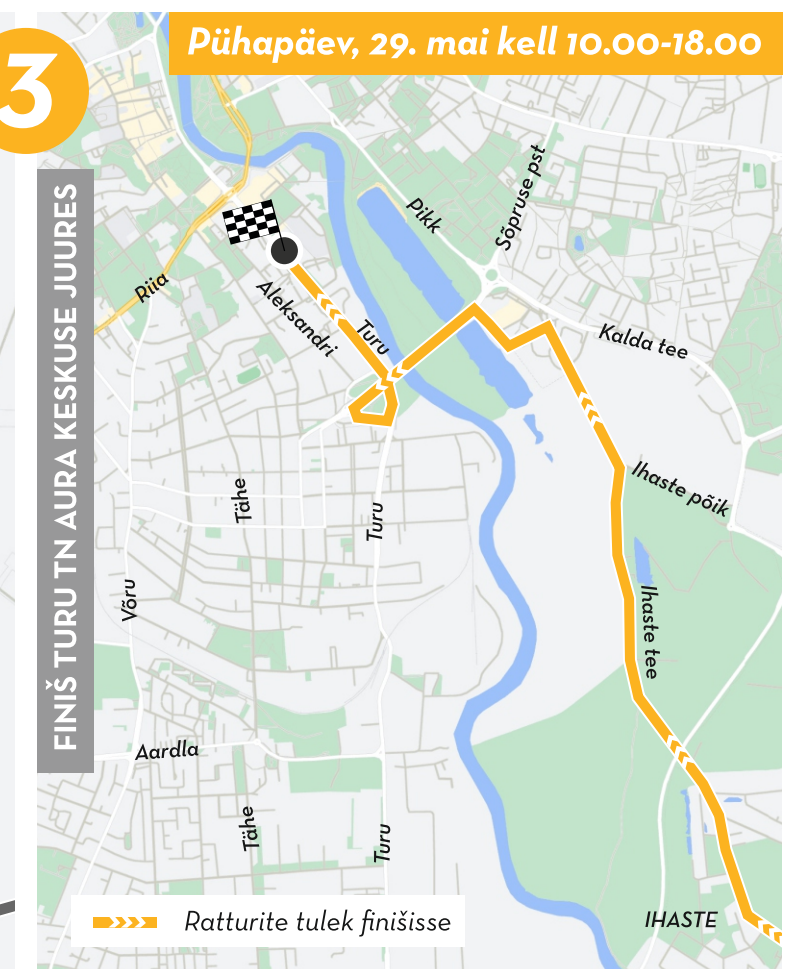 Pühapäev, 29. mai kell 10.00-18.00
3
FINIŠ TURU TN AURA KESKUSE JUURES
Pikk
Sõpruse pst
Riia
Aleksandri
Turu
Kalda tee
Ihaste põik
Tähe
Turu
Võru
Ihaste tee
Aardla
Tähe
Turu
IHASTE
Ratturite tulek finišisse